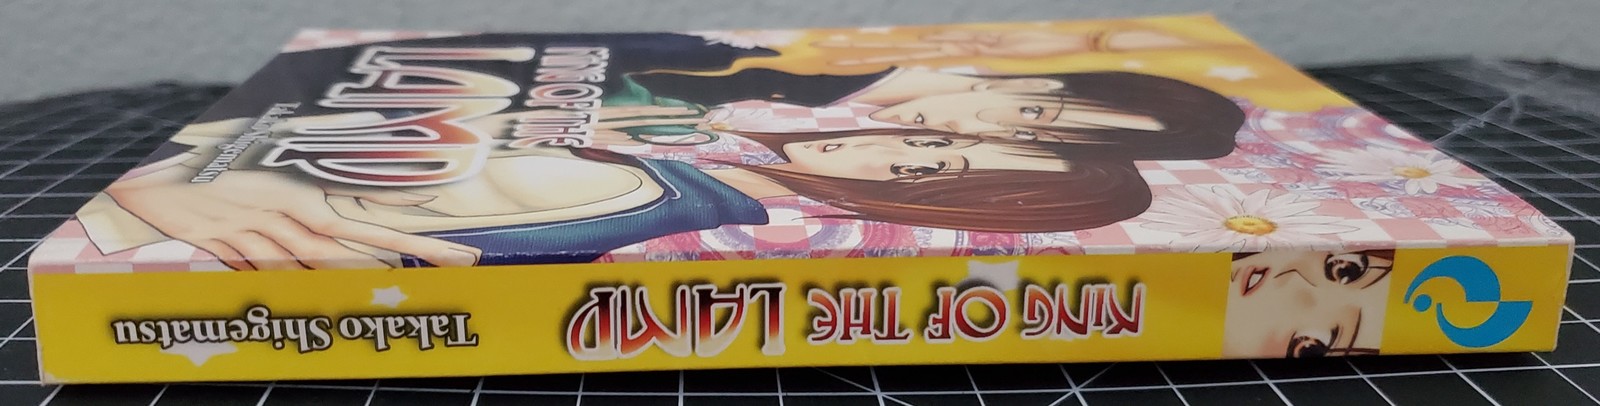 KING OF THE
LAMP
Takako Shigematsu
KING OF THE LAMP
Takako Shigematsu